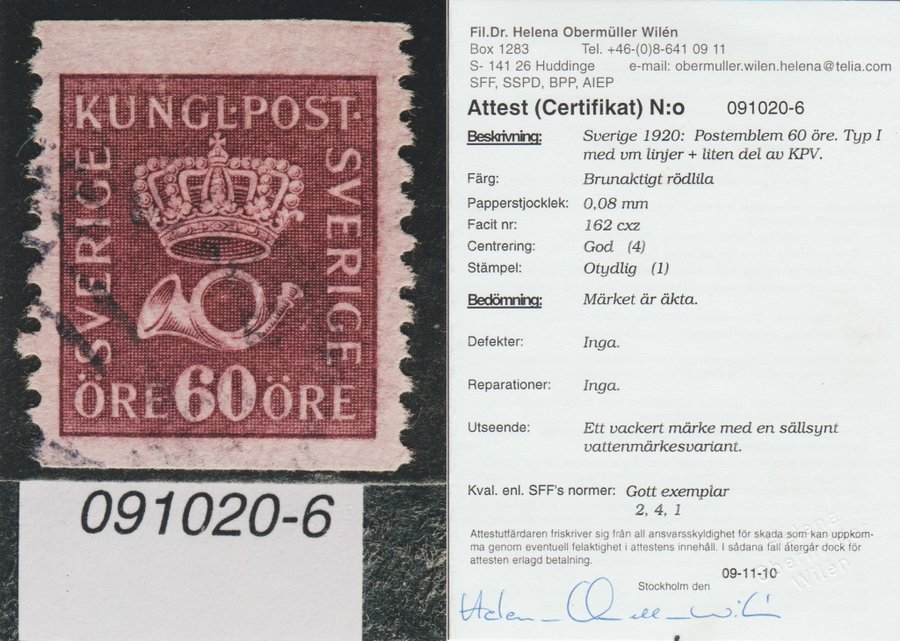 KUNGL·POST·
SVERIGE
SVERIGE
ÖRE 60 ÖRE
091020-6
Fil.Dr. Helena Obermüller Wilén
Box 1283 Tel. +46-(0)8-641 09 11
S- 141 26 Huddinge e-mail: obermuller.wilen.helena@telia.com
SFF, SSPD, BPP, AIEP
Attest (Certifikat) N:o 091020-6
Beskrivning: Sverige 1920: Postemblem 60 öre. Typ I
med vm linjer + liten del av KPV.
Färg: Brunaktigt rödlila
Papperstjocklek: 0,08 mm
Facit nr: 162 cxz
Centrering: God (4)
Stämpel: Otydlig (1)
Bedömning: Märket är äkta.
Defekter: Inga.
Reparationer: Inga.
Utseende: Ett vackert märke med en sällsynt
vattenmärkesvariant.
Kval. enl. SFF's normer: Gott exemplar
2, 4, 1
Attestutfärdaren friskriver sig från all ansvarsskyldighet för skada som kan uppkom-
ma genom eventuell felaktighet i attestens innehåll. I sådana fall återgår dock för
attesten erlagd betalning.
Helena
Obermüller
Wilén
Stockholm den 09-11-10
Helena Obermüller Wilén